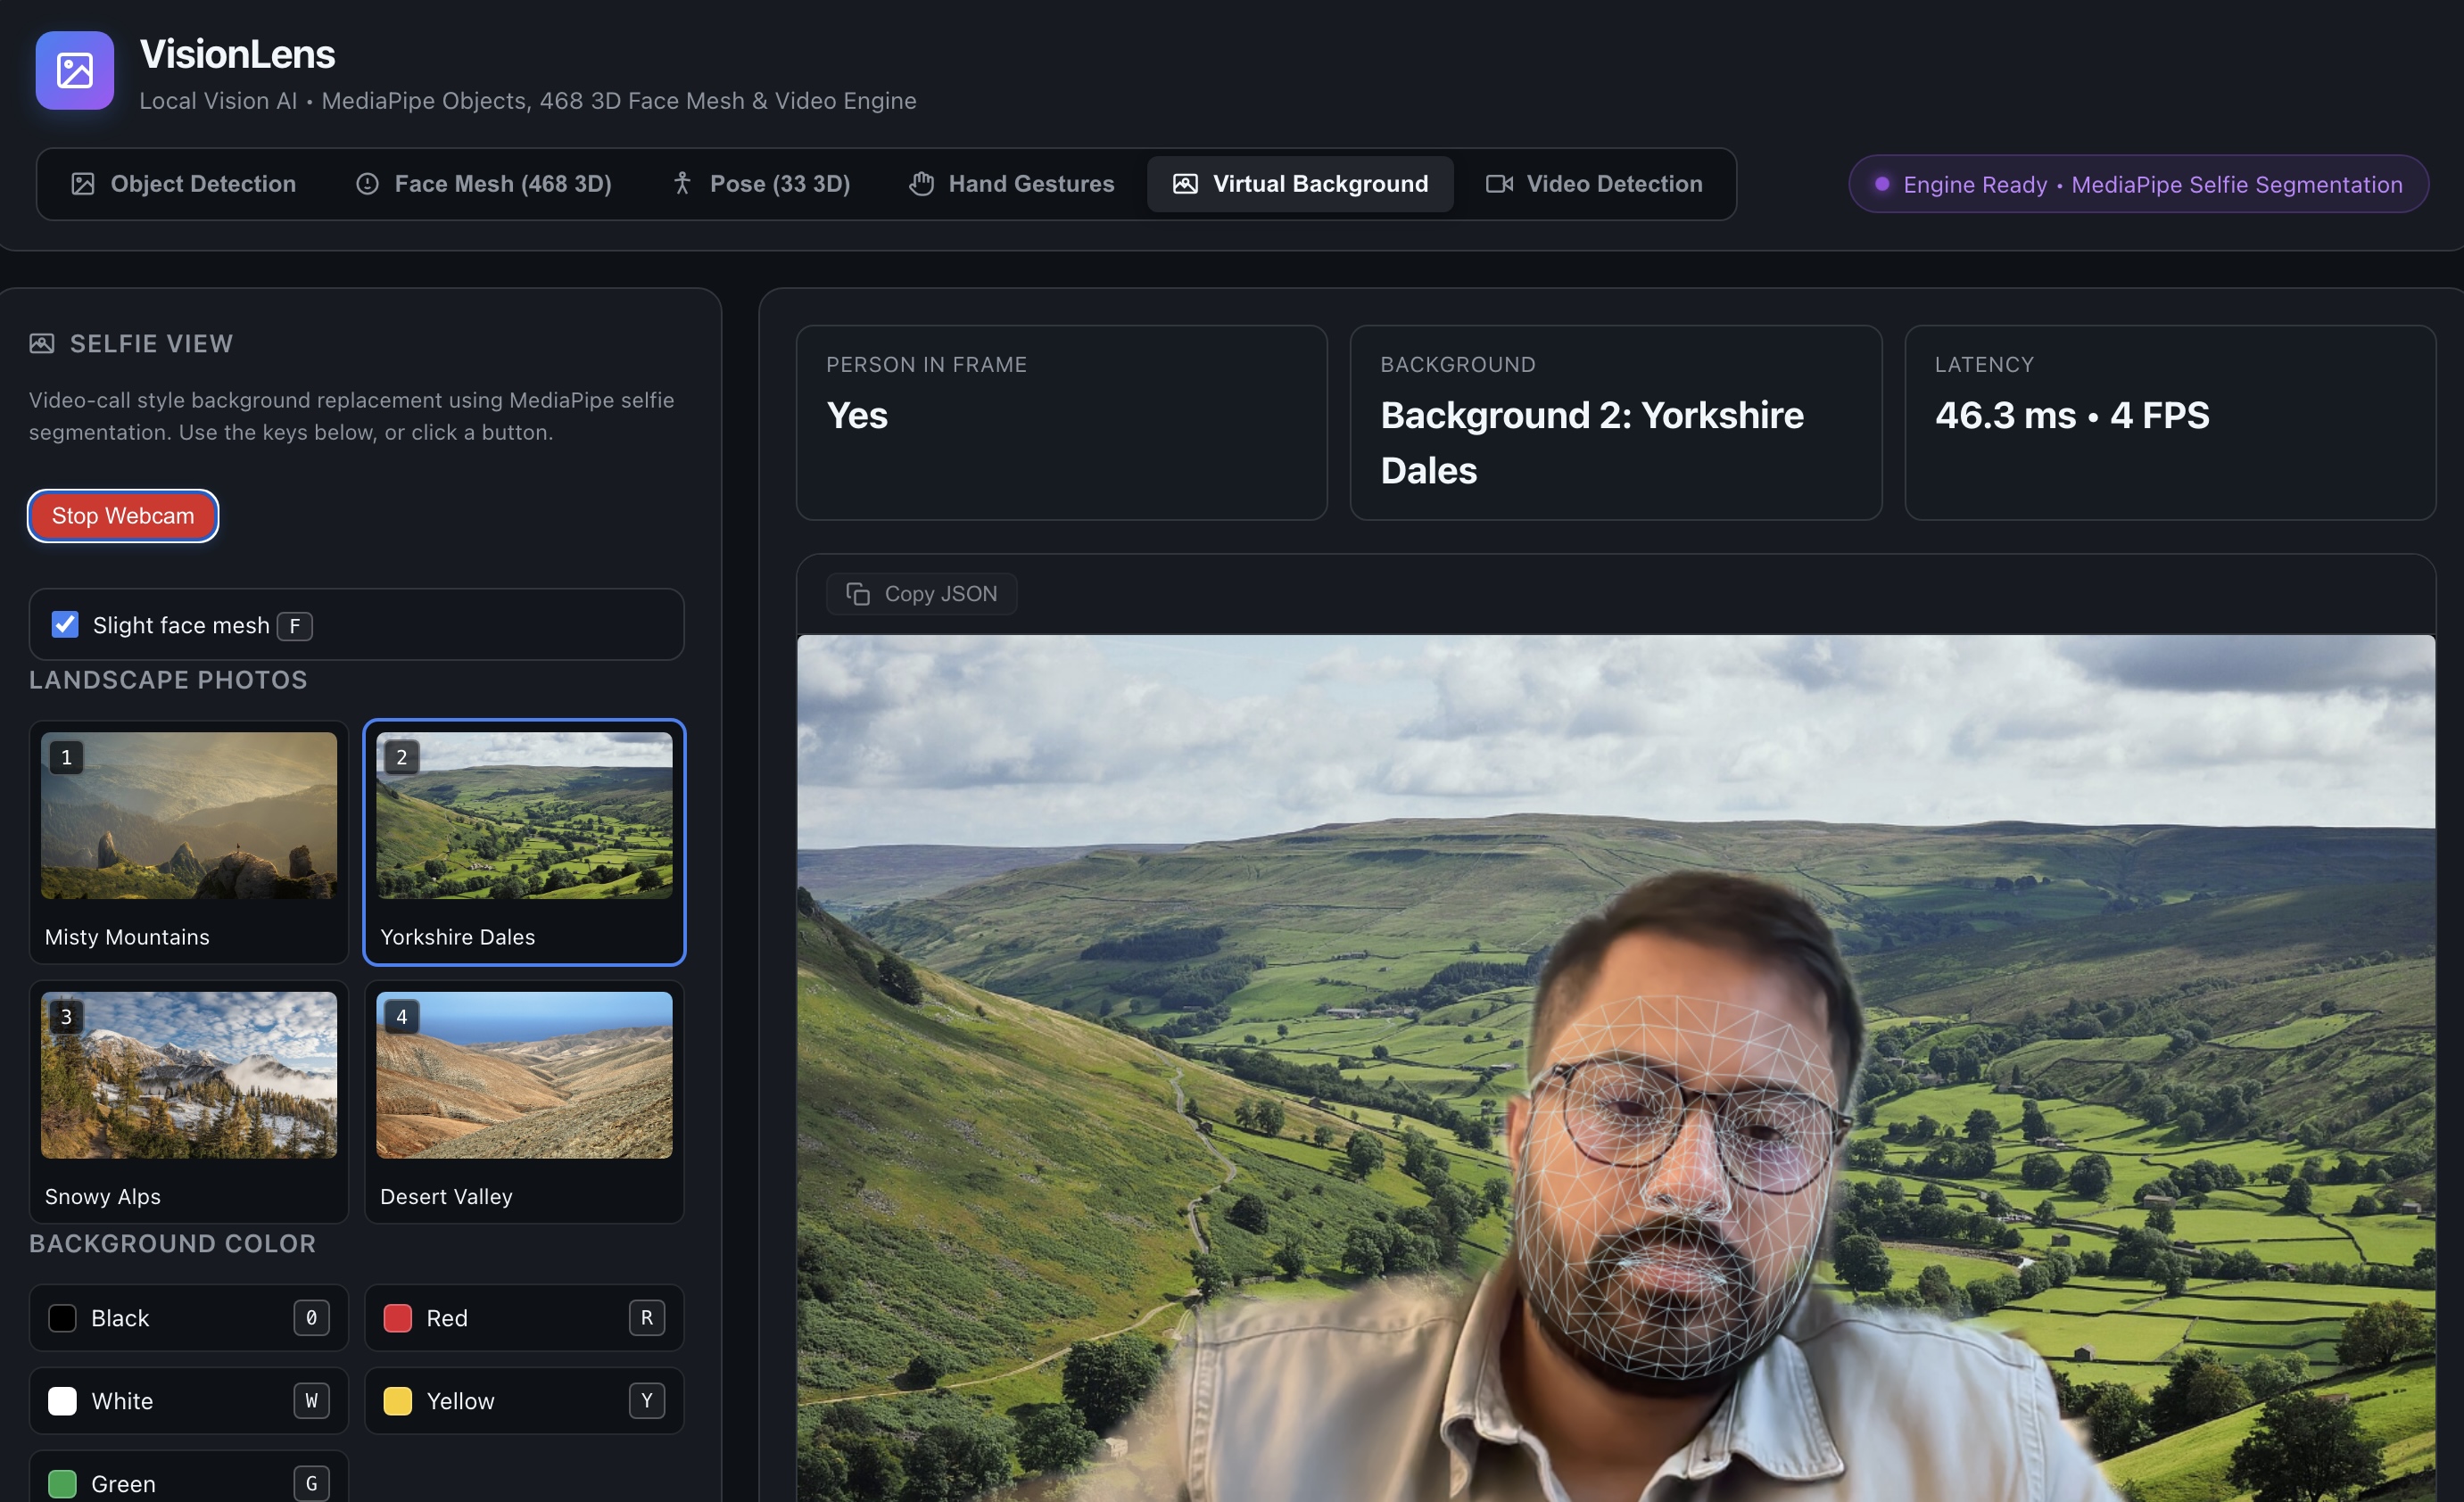 VisionLens
Local Vision AI • MediaPipe Objects, 468 3D Face Mesh & Video Engine
Object Detection
Face Mesh (468 3D)
Pose (33 3D)
Hand Gestures
Virtual Background
Video Detection
Engine Ready • MediaPipe Selfie Segmentation
SELFIE VIEW
Video-call style background replacement using MediaPipe selfie
segmentation. Use the keys below, or click a button.
Stop Webcam
Slight face mesh F
LANDSCAPE PHOTOS
1
Misty Mountains
2
Yorkshire Dales
3
Snowy Alps
4
Desert Valley
BACKGROUND COLOR
Black 0
Red R
White W
Yellow Y
Green G
PERSON IN FRAME
Yes
BACKGROUND
Background 2: Yorkshire
Dales
LATENCY
46.3 ms • 4 FPS
Copy JSON